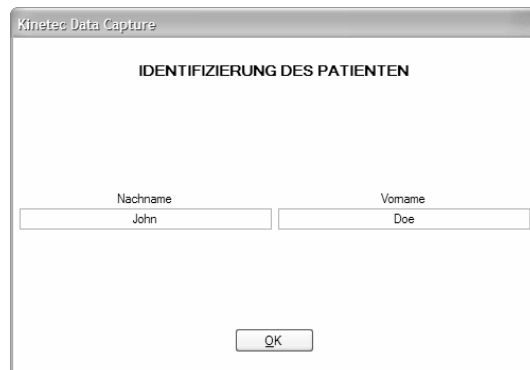 Kinetec Data Capture
IDENTIFIZIERUNG DES PATIENTEN
Nachname Vorname
John Doe
OK